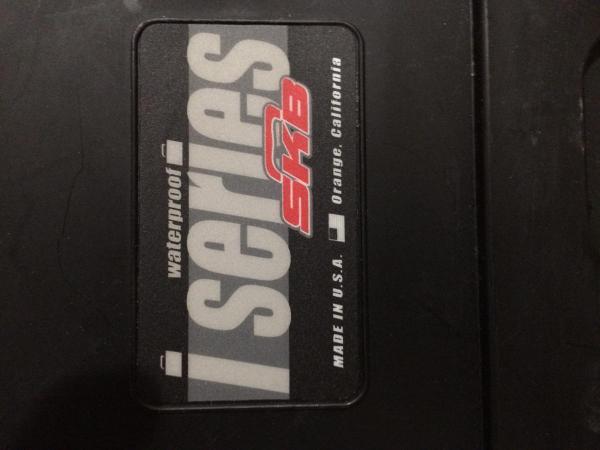 waterproof
i series
SKB
MADE IN U.S.A. Orange, California